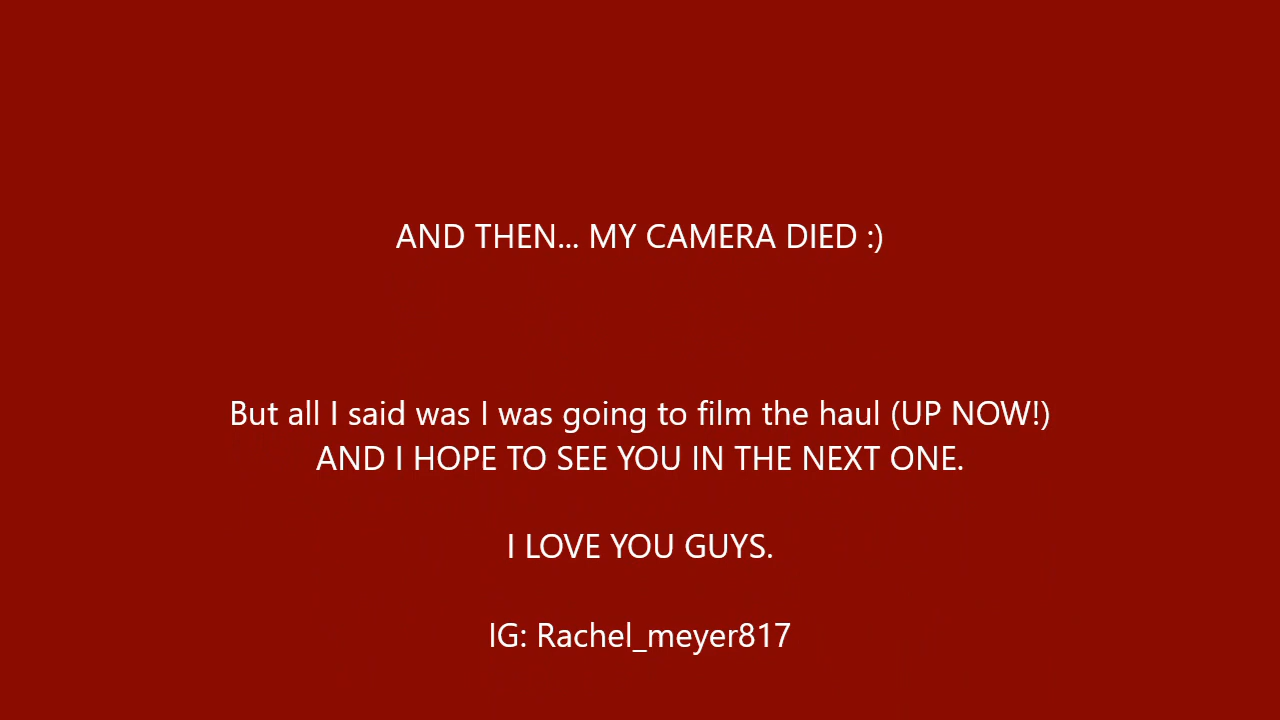 AND THEN... MY CAMERA DIED :)
But all I said was I was going to film the haul (UP NOW!)
AND I HOPE TO SEE YOU IN THE NEXT ONE.
I LOVE YOU GUYS.
IG: Rachel_meyer817